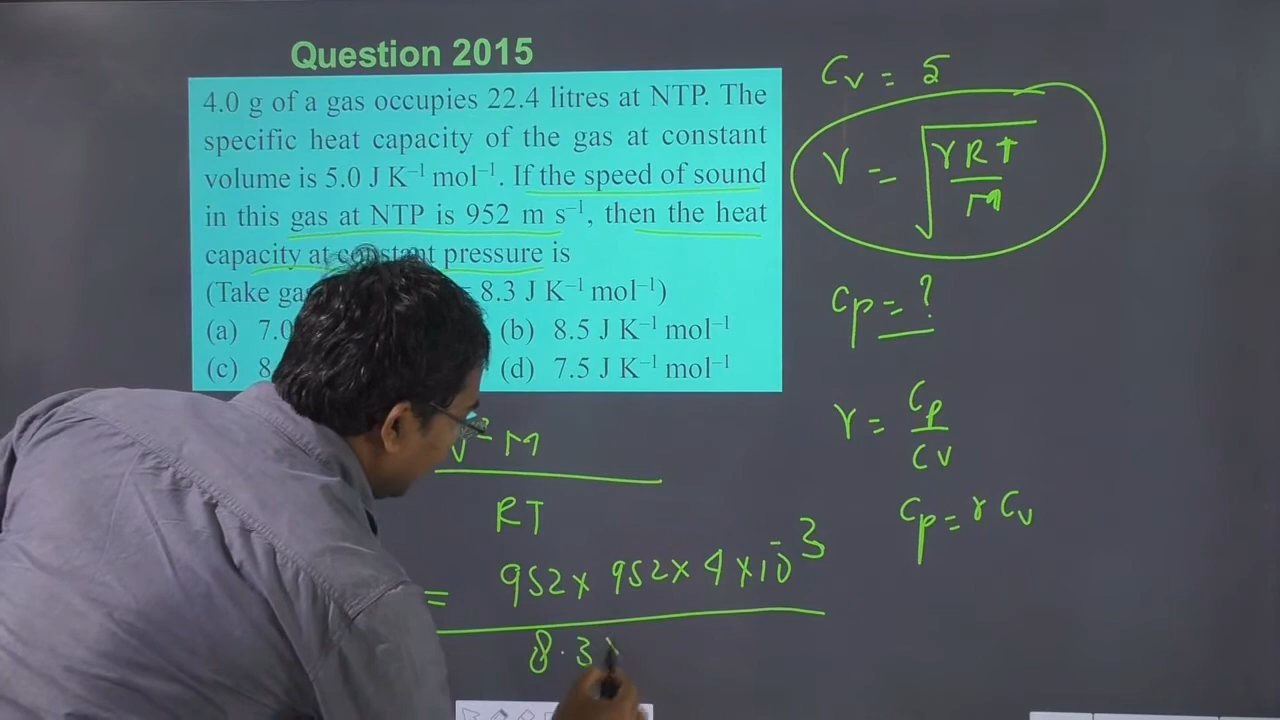 Question 2015
4.0 g of a gas occupies 22.4 litres at NTP. The
specific heat capacity of the gas at constant
volume is 5.0 J K⁻¹ mol⁻¹. If the speed of sound
in this gas at NTP is 952 m s⁻¹, then the heat
capacity at constant pressure is
(Take 8.3 J K⁻¹ mol⁻¹)
(a) 7.0 (b) 8.5 J K⁻¹ mol⁻¹
(c) 8. (d) 7.5 J K⁻¹ mol⁻¹
Cv = 5
V = √(γRT/M)
Cp = ?
γ = Cp/Cv
Cp = γ Cv
v² M
RT
= 952 × 952 × 4 × 10⁻³
8.3